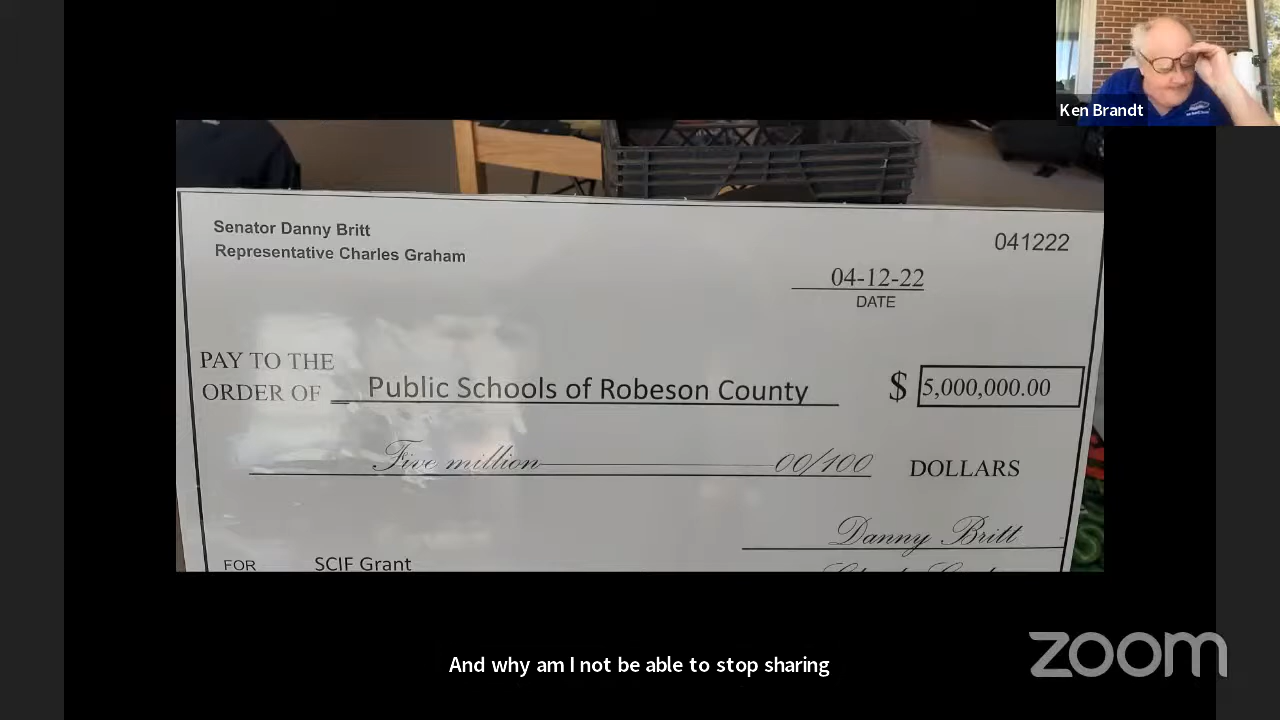 Ken Brandt
Senator Danny Britt
Representative Charles Graham
041222
04-12-22
DATE
PAY TO THE
ORDER OF Public Schools of Robeson County $ 5,000,000.00
Five million 00/100 DOLLARS
Danny Britt
FOR SCIF Grant
And why am I not be able to stop sharing
zoom